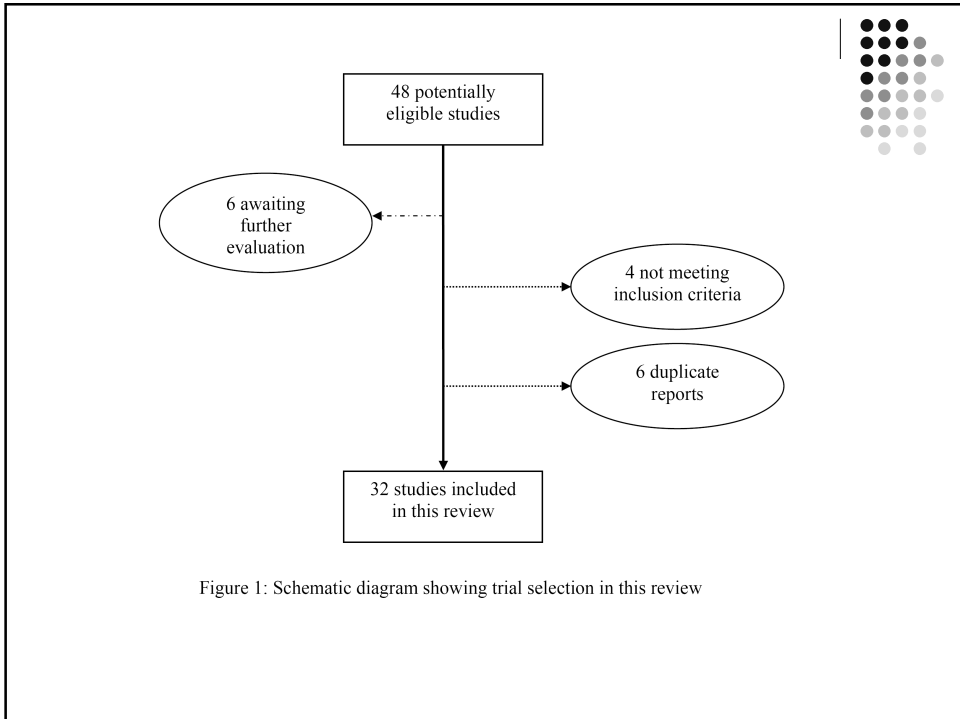 48 potentially
eligible studies
6 awaiting
further
evaluation
4 not meeting
inclusion criteria
6 duplicate
reports
32 studies included
in this review
Figure 1: Schematic diagram showing trial selection in this review